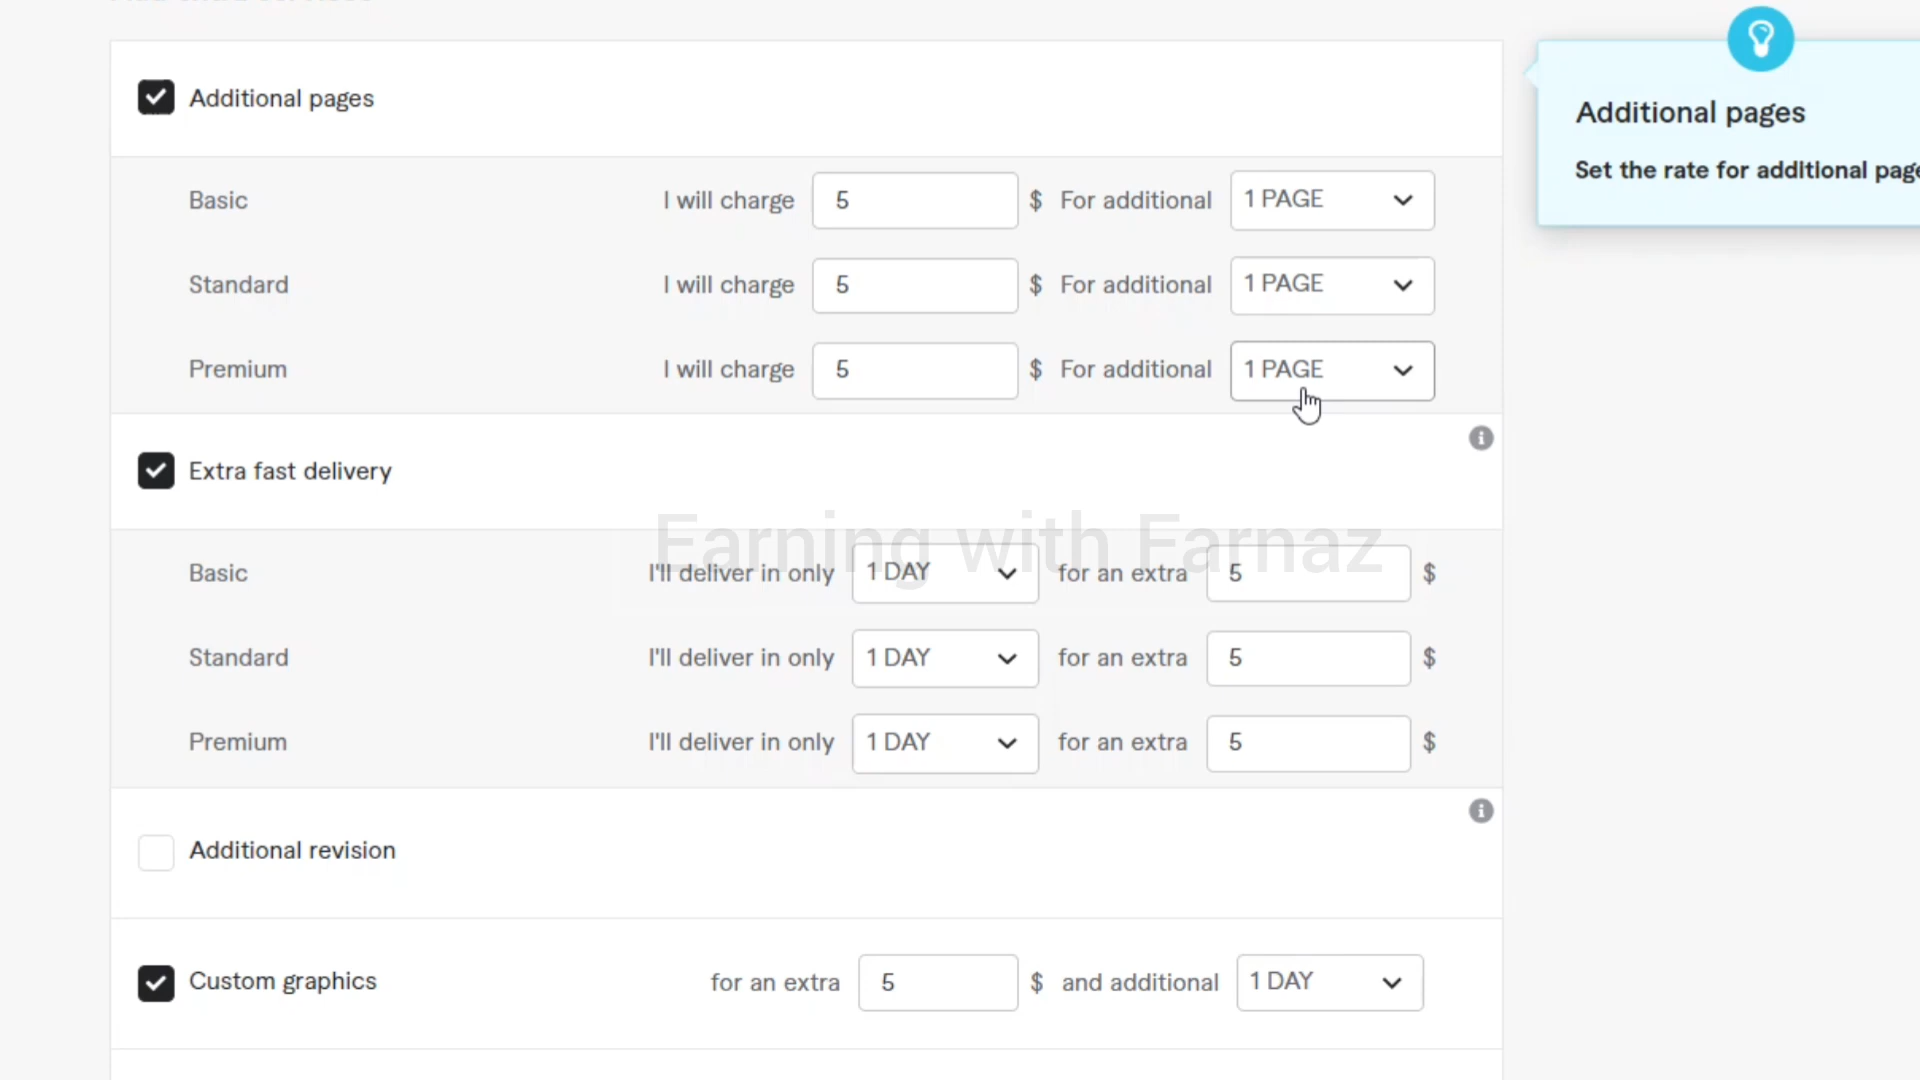 Additional pages
Basic I will charge 5 $ For additional 1 PAGE
Standard I will charge 5 $ For additional 1 PAGE
Premium I will charge 5 $ For additional 1 PAGE
Extra fast delivery
Earning with Farnaz
Basic I'll deliver in only 1 DAY for an extra 5 $
Standard I'll deliver in only 1 DAY for an extra 5 $
Premium I'll deliver in only 1 DAY for an extra 5 $
Additional revision
Custom graphics for an extra 5 $ and additional 1 DAY
Additional pages
Set the rate for additional page